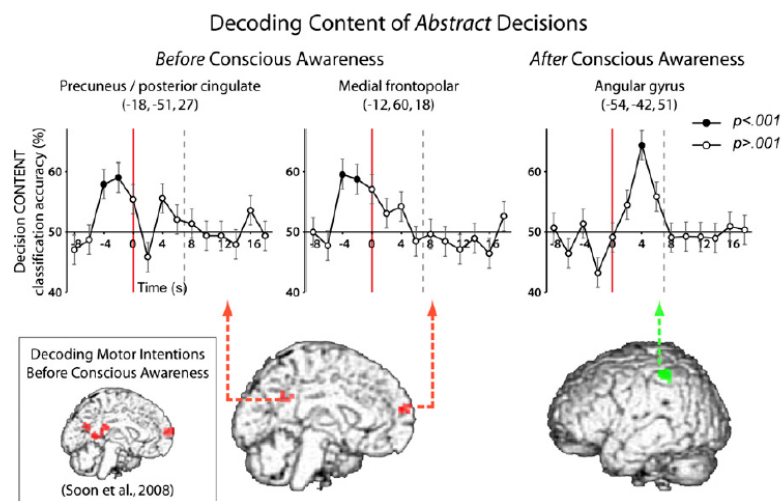 Decoding Content of Abstract Decisions
Before Conscious Awareness
After Conscious Awareness
Precuneus / posterior cingulate
(-18, -51, 27)
Medial frontopolar
(-12, 60, 18)
Angular gyrus
(-54, -42, 51)
p<.001
p>.001
Decision CONTENT
classification accuracy (%)
60
50
40
-8 -4 0 4 8 12 16
Time (s)
60
50
40
-8 -4 0 4 8 12 16
60
50
40
-8 -4 0 4 8 12 16
Decoding Motor Intentions
Before Conscious Awareness
(Soon et al., 2008)